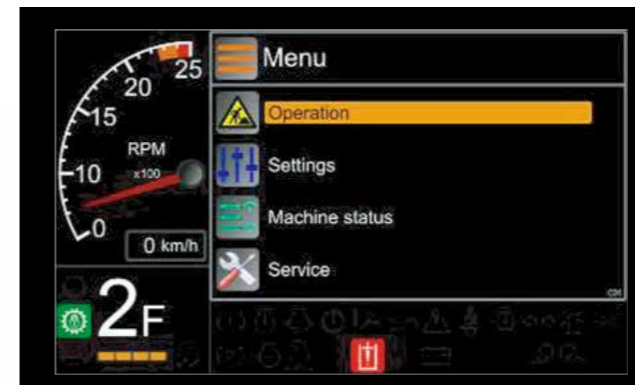 Menu
Operation
Settings
Machine status
Service
25
20
15
RPM
x100
10
0
0 km/h
2F